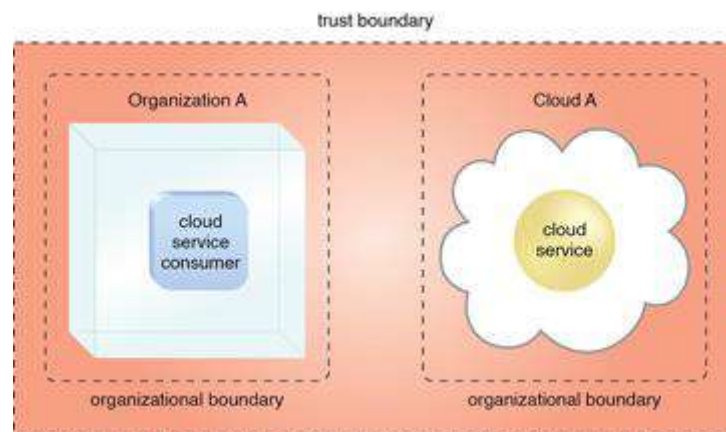 trust boundary
Organization A
Cloud A
cloud
service
consumer
cloud
service
organizational boundary
organizational boundary